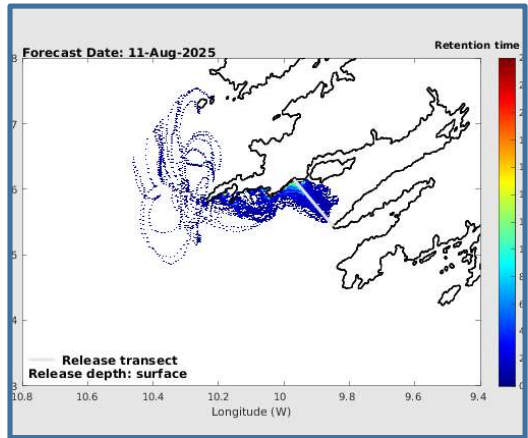 Forecast Date: 11-Aug-2025
Retention time
Release transect
Release depth: surface
10.8 10.6 10.4 10.2 10 9.8 9.6 9.4
Longitude (W)